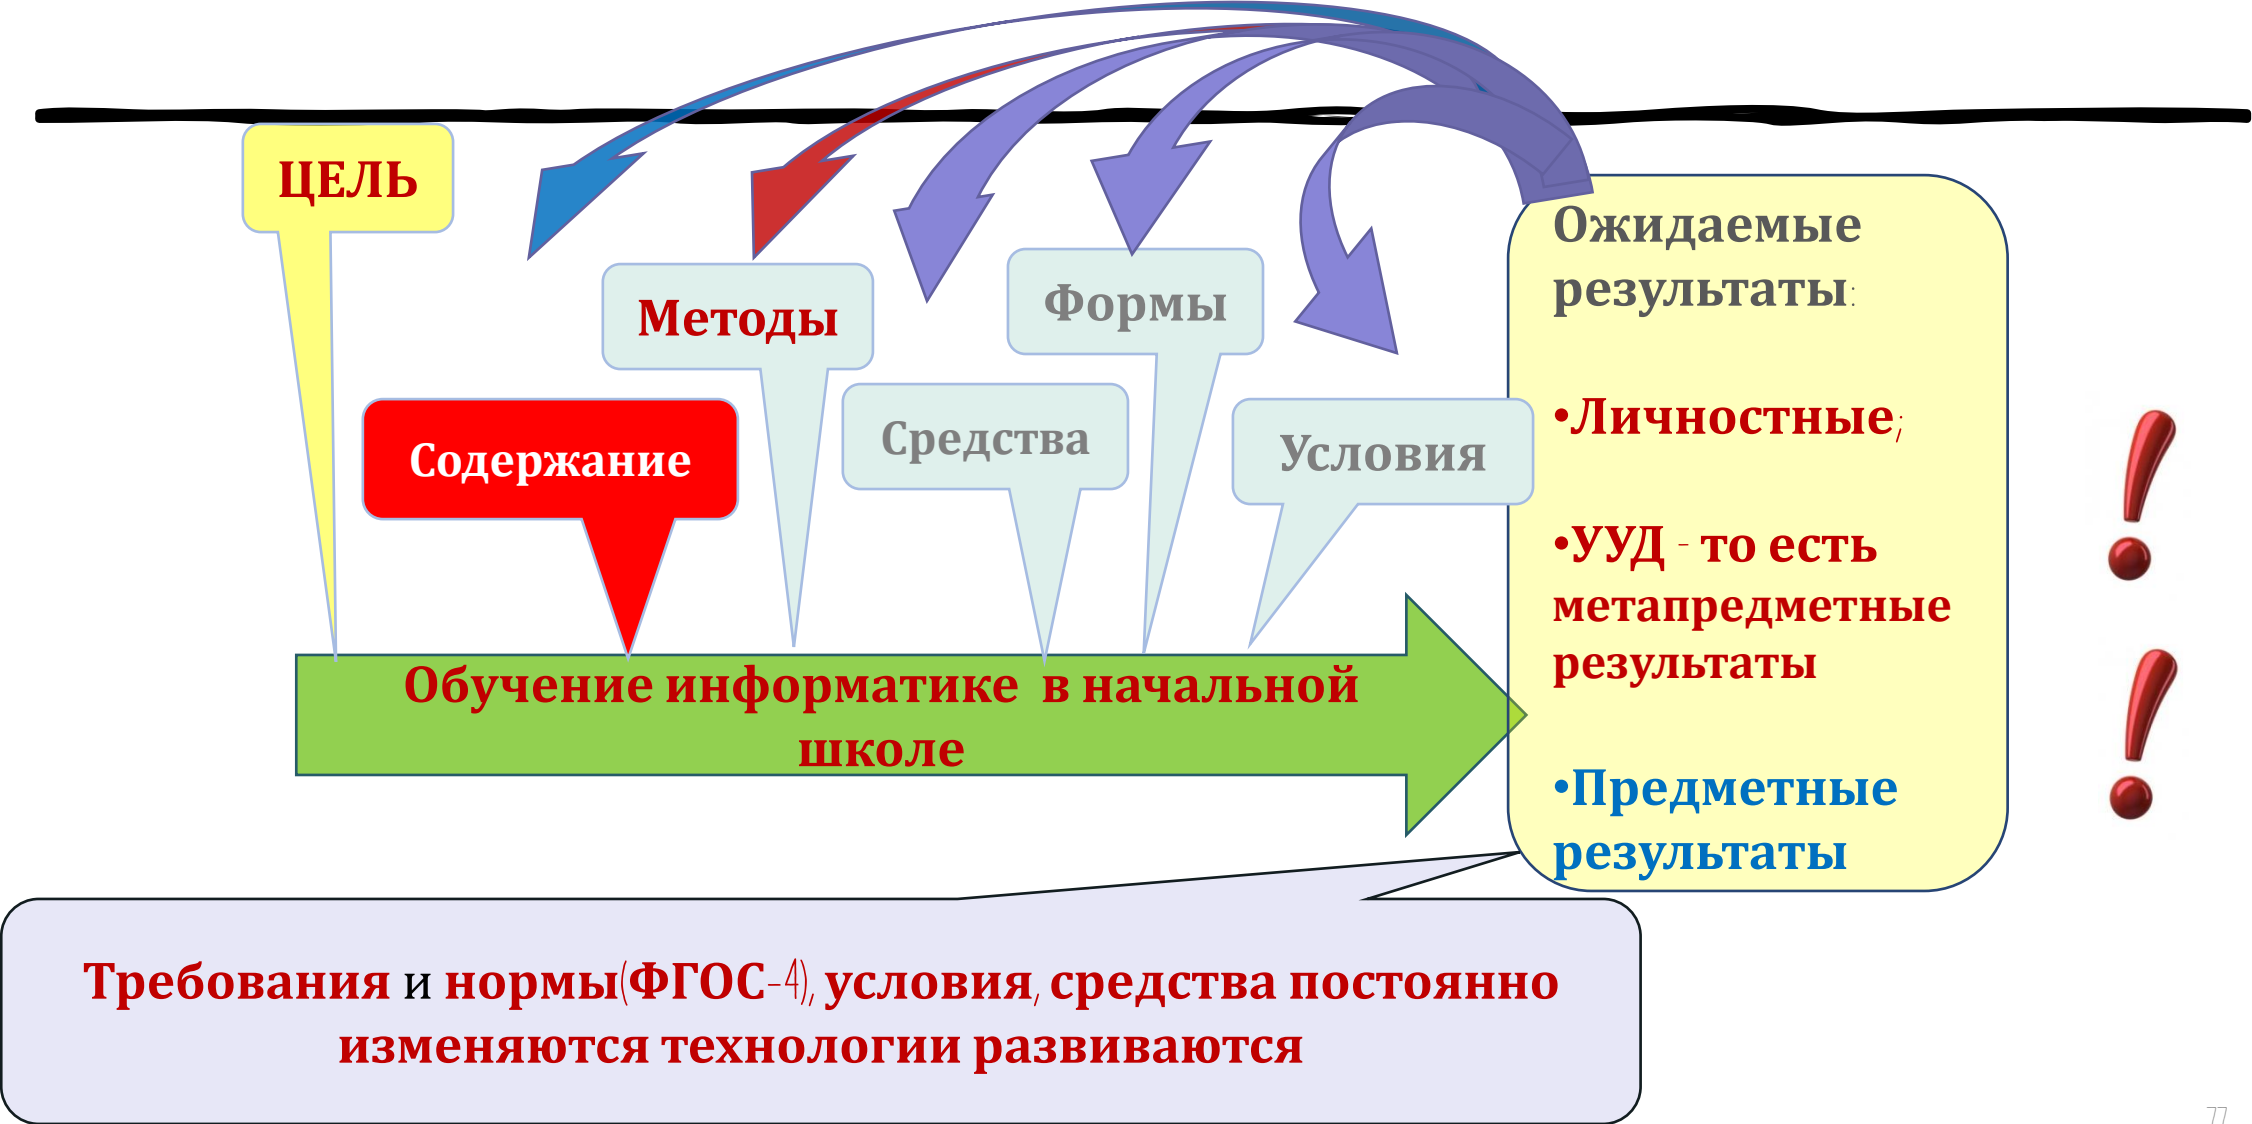 ЦЕЛЬ
Методы
Формы
Содержание
Средства
Условия
Обучение информатике в начальной
школе
Ожидаемые
результаты:
•Личностные;
•УУД - то есть
метапредметные
результаты
•Предметные
результаты
Требования и нормы(ФГОС-4), условия, средства постоянно
изменяются технологии развиваются
77